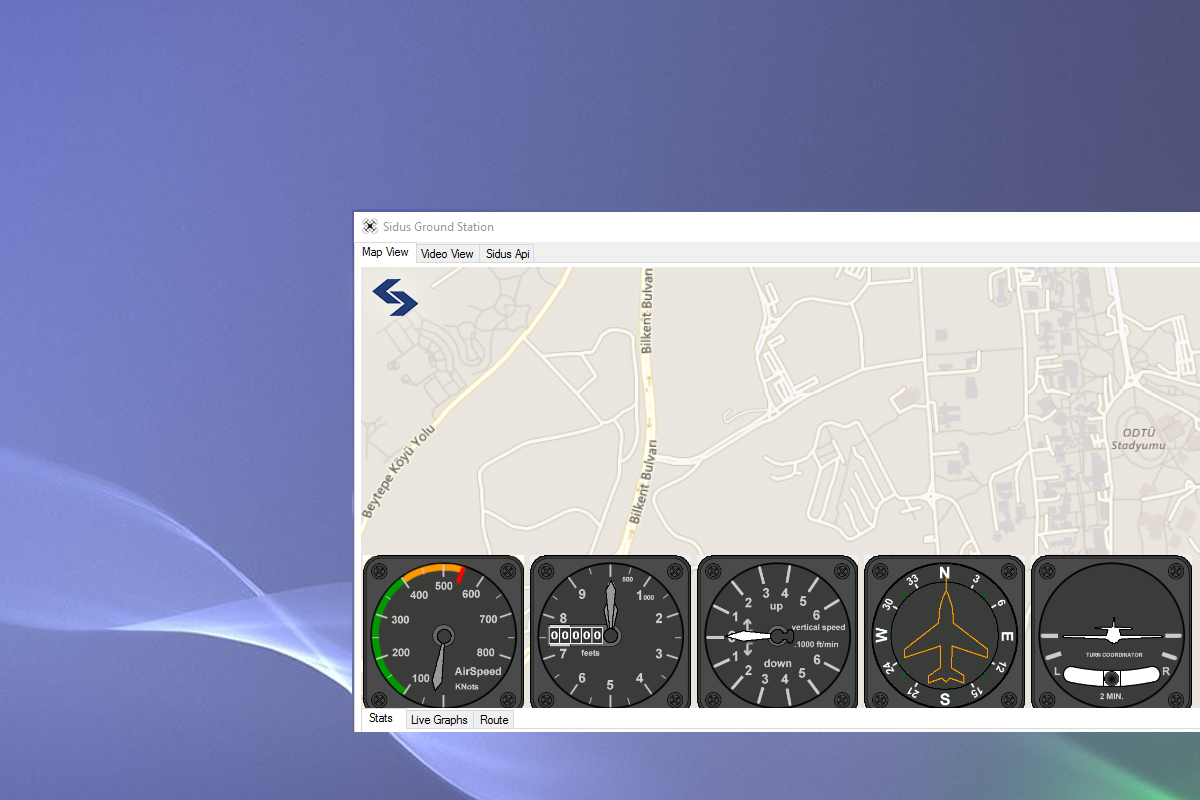 Sidus Ground Station
Map View Video View Sidus Api
Bilkent Bulvarı
Beytepe Köyü Yolu
Bilkent Bulvarı
ODTÜ
Stadyumu
100 200 300 400 500 600 700 800
AirSpeed
KNots
500
1 000
2 3 4 5 6 7 8 9
00000
feets
1 2 3 4 5 6
up
vertical speed
.1000 ft/min
down
1 2 3 4 5 6
N 3 6 E 12 15 S 21 W 30 33
TURN COORDINATOR
L R
2 MIN.
Stats Live Graphs Route